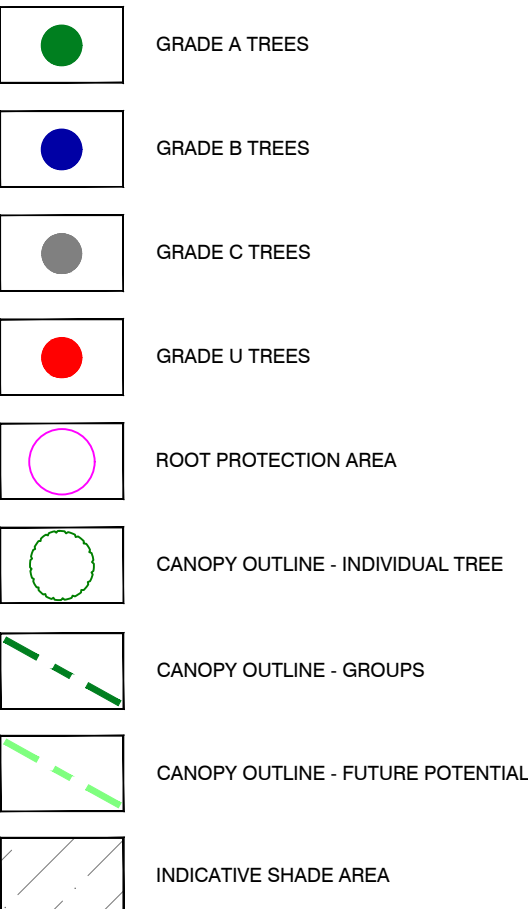 GRADE A TREES
GRADE B TREES
GRADE C TREES
GRADE U TREES
ROOT PROTECTION AREA
CANOPY OUTLINE - INDIVIDUAL TREE
CANOPY OUTLINE - GROUPS
CANOPY OUTLINE - FUTURE POTENTIAL
INDICATIVE SHADE AREA